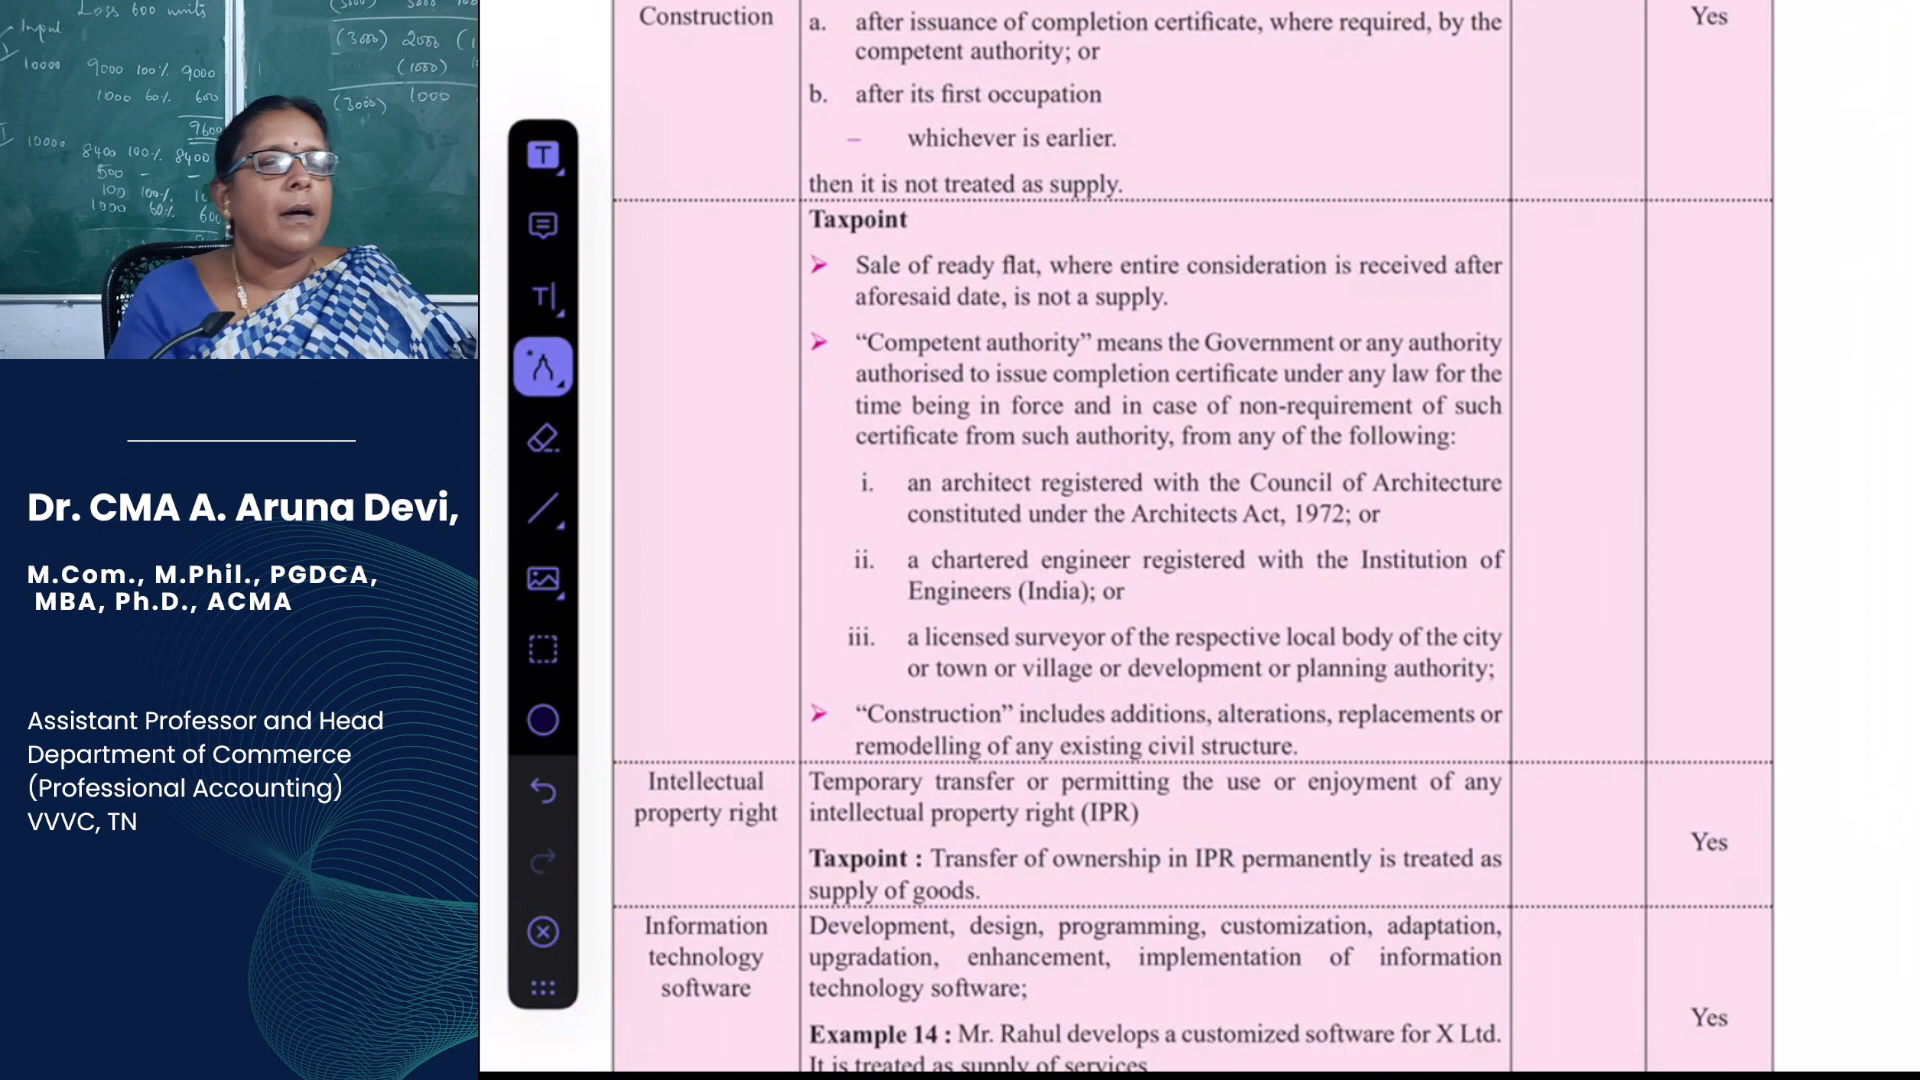 Loss 600 units
Input
10000 9000 100% 9000
1000 60% 600
9600
10000 8400 100% 8400
500 - -
100 100%
1000 60% 600
(3000) 2000
(1000)
(3000) 1000
Dr. CMA A. Aruna Devi,
M.Com., M.Phil., PGDCA,
MBA, Ph.D., ACMA
Assistant Professor and Head
Department of Commerce
(Professional Accounting)
VVVC, TN
Construction
a. after issuance of completion certificate, where required, by the
competent authority; or
b. after its first occupation
– whichever is earlier.
then it is not treated as supply.
Yes
Taxpoint
➢ Sale of ready flat, where entire consideration is received after
aforesaid date, is not a supply.
➢ “Competent authority” means the Government or any authority
authorised to issue completion certificate under any law for the
time being in force and in case of non-requirement of such
certificate from such authority, from any of the following:
i. an architect registered with the Council of Architecture
constituted under the Architects Act, 1972; or
ii. a chartered engineer registered with the Institution of
Engineers (India); or
iii. a licensed surveyor of the respective local body of the city
or town or village or development or planning authority;
➢ “Construction” includes additions, alterations, replacements or
remodelling of any existing civil structure.
Intellectual
property right
Temporary transfer or permitting the use or enjoyment of any
intellectual property right (IPR)
Taxpoint : Transfer of ownership in IPR permanently is treated as
supply of goods.
Yes
Information
technology
software
Development, design, programming, customization, adaptation,
upgradation, enhancement, implementation of information
technology software;
Example 14 : Mr. Rahul develops a customized software for X Ltd.
It is treated as supply of services
Yes